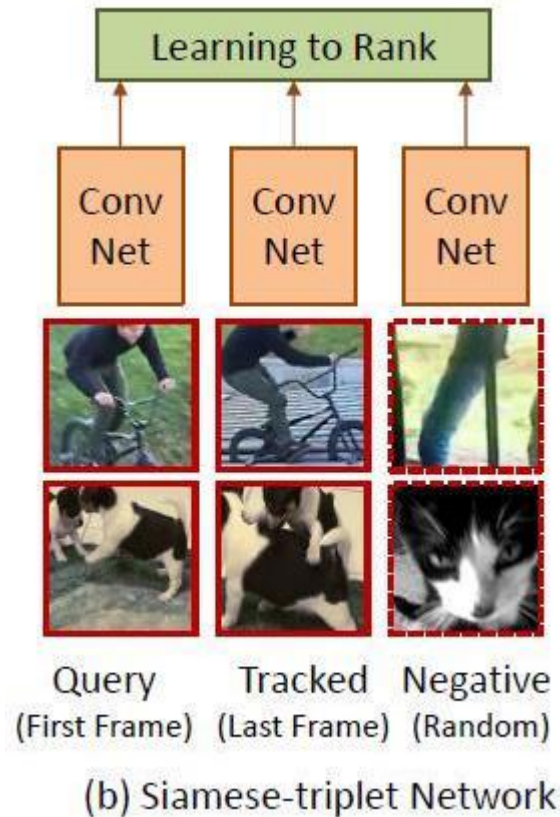 Learning to Rank
Conv Net
Conv Net
Conv Net
Query
(First Frame)
Tracked
(Last Frame)
Negative
(Random)
(b) Siamese-triplet Network